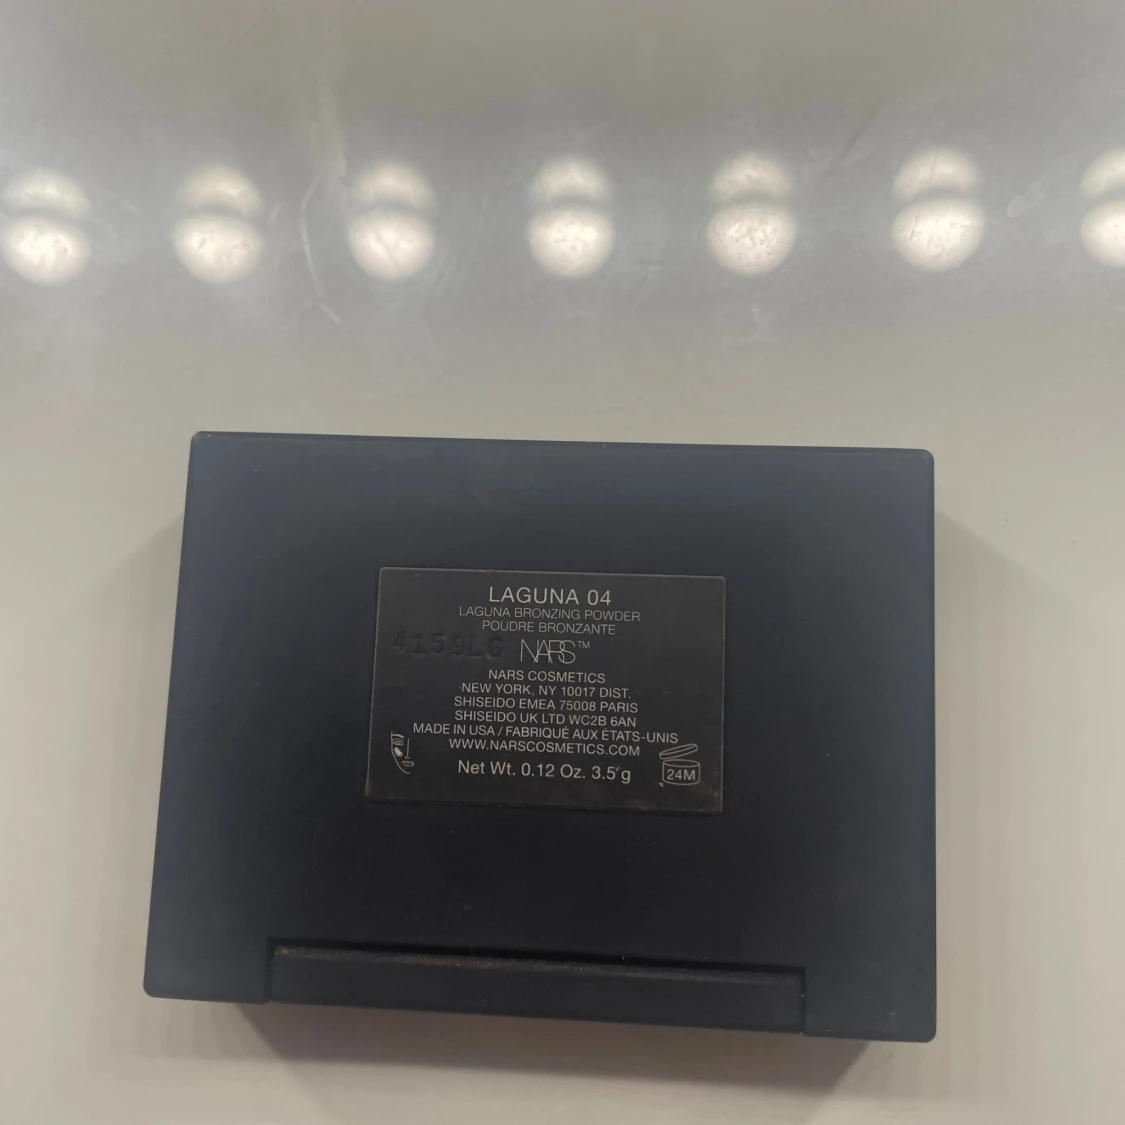 LAGUNA 04
LAGUNA BRONZING POWDER
POUDRE BRONZANTE
4159LG
NARS™
NARS COSMETICS
NEW YORK, NY 10017 DIST.
SHISEIDO EMEA 75008 PARIS
SHISEIDO UK LTD WC2B 6AN
MADE IN USA / FABRIQUÉ AUX ÉTATS-UNIS
WWW.NARSCOSMETICS.COM
Net Wt. 0.12 Oz. 3.5 g
24M